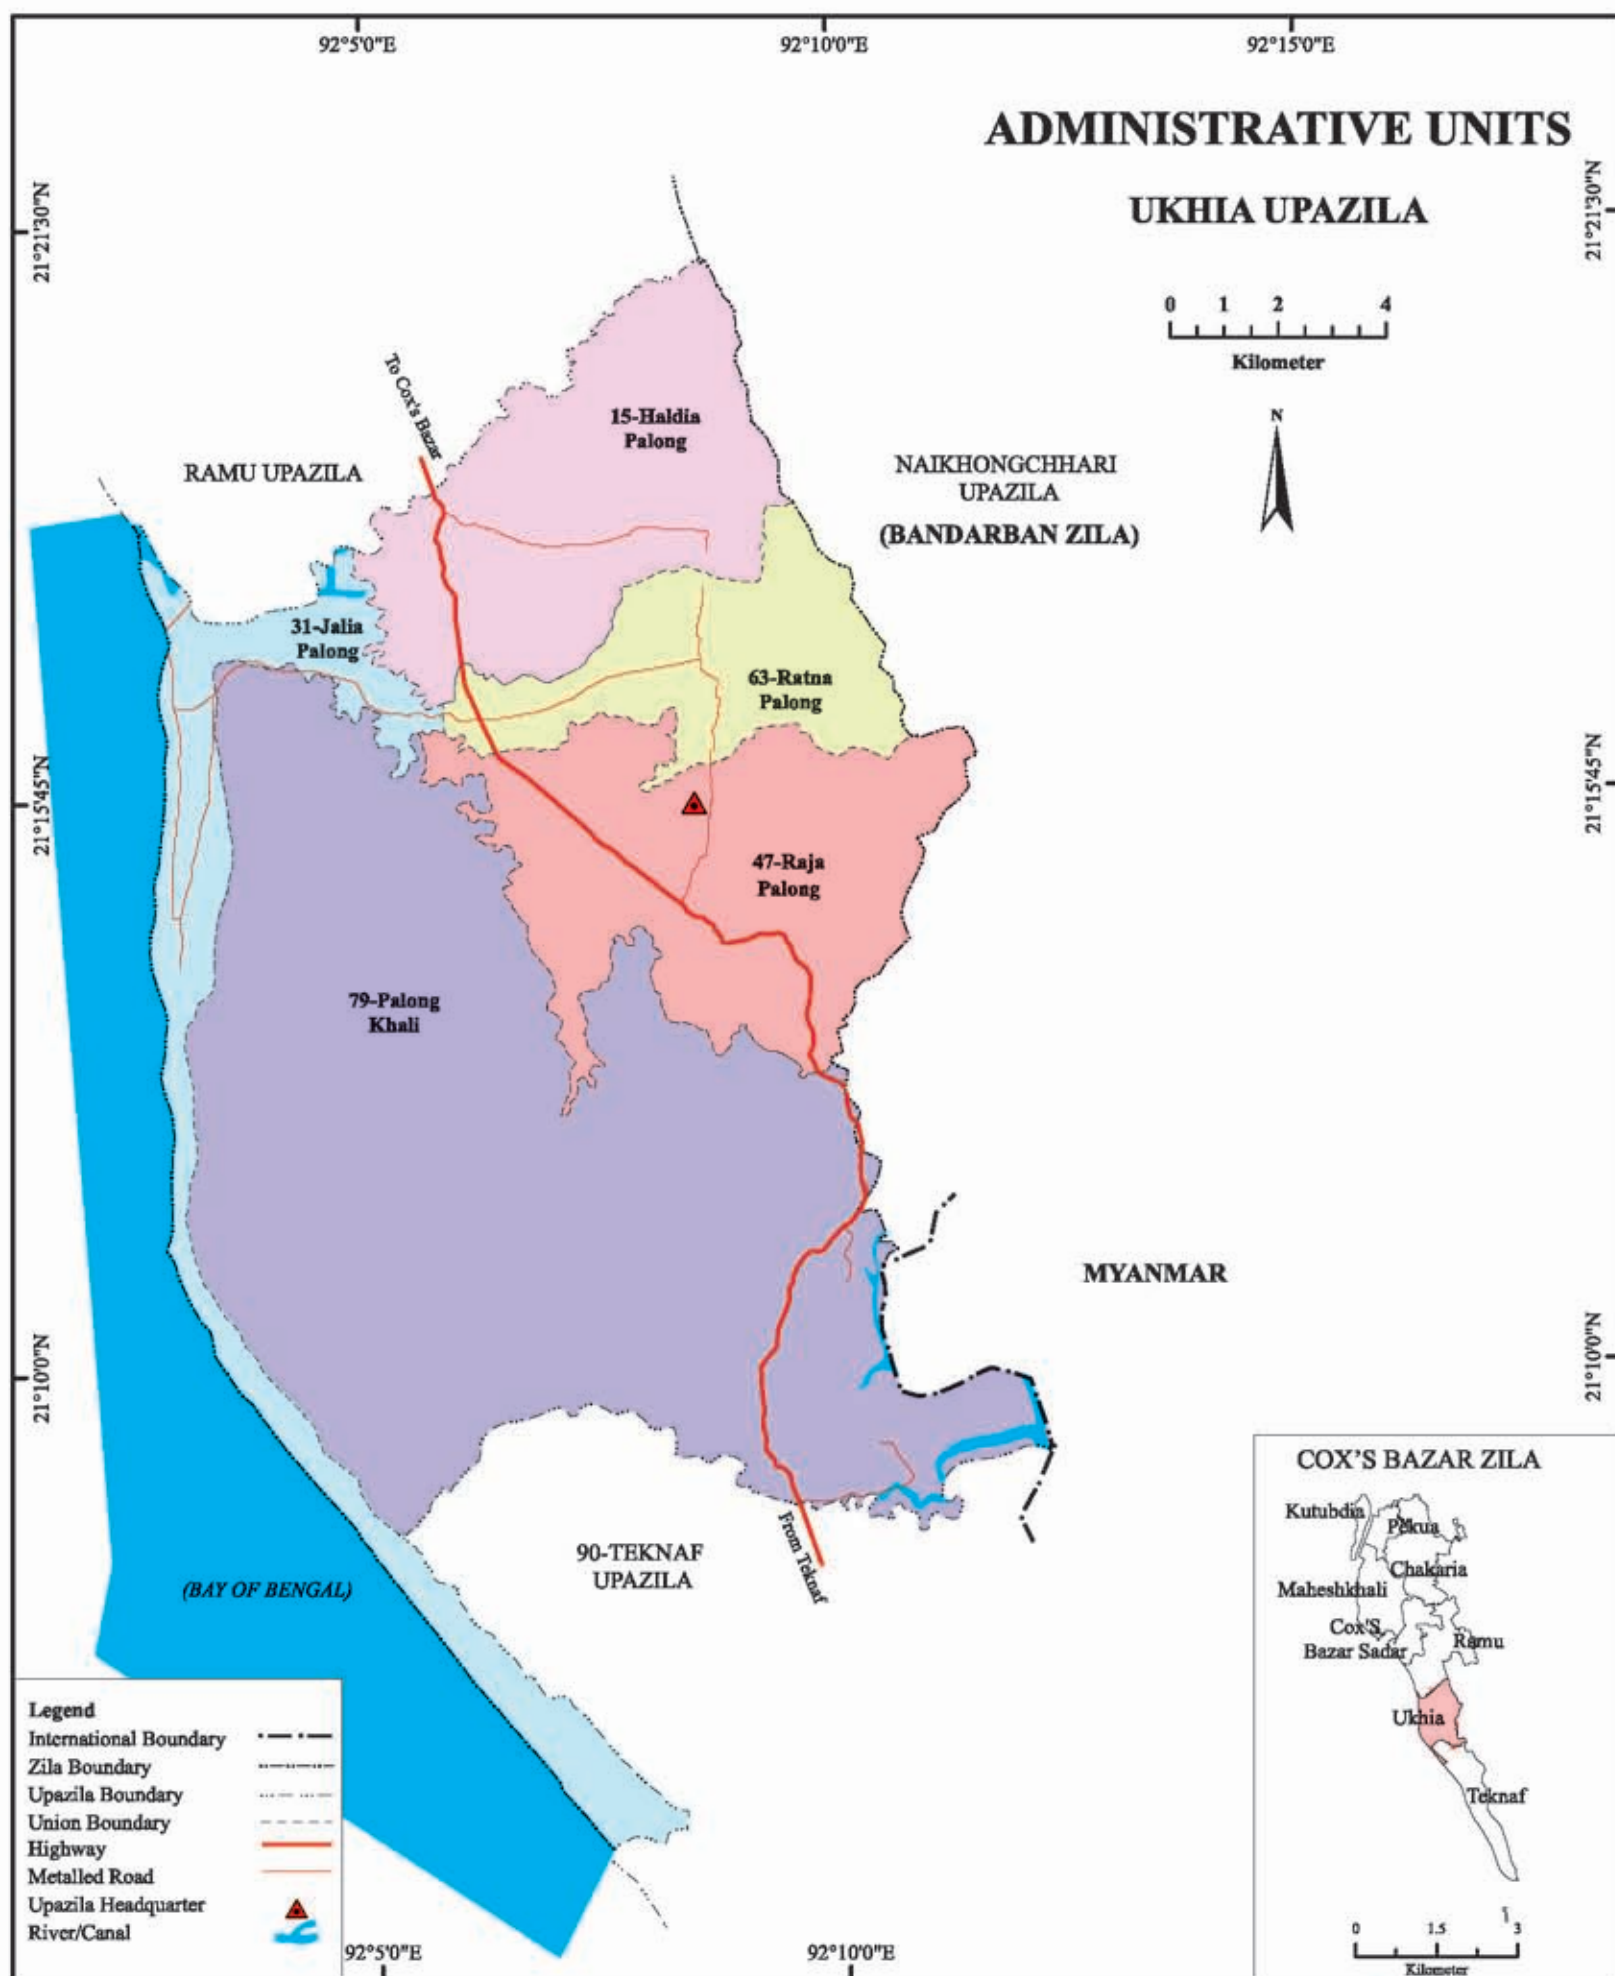 92°5'0"E
92°10'0"E
92°15'0"E
ADMINISTRATIVE UNITS
UKHIA UPAZILA
21°21'30"N
21°21'30"N
0 1 2 4
Kilometer
N
To Cox's Bazar
15-Haldia
Palong
RAMU UPAZILA
NAIKHONGCHHARI
UPAZILA
(BANDARBAN ZILA)
31-Jalia
Palong
63-Ratna
Palong
21°15'45"N
21°15'45"N
47-Raja
Palong
79-Palong
Khali
MYANMAR
21°10'0"N
21°10'0"N
From Teknaf
90-TEKNAF
UPAZILA
(BAY OF BENGAL)
COX'S BAZAR ZILA
Kutubdia
Pekua
Chakaria
Maheshkhali
Cox'S
Bazar Sadar
Ramu
Ukhia
Teknaf
0 1.5 3
Kilometer
Legend
International Boundary
Zila Boundary
Upazila Boundary
Union Boundary
Highway
Metalled Road
Upazila Headquarter
River/Canal
92°5'0"E
92°10'0"E